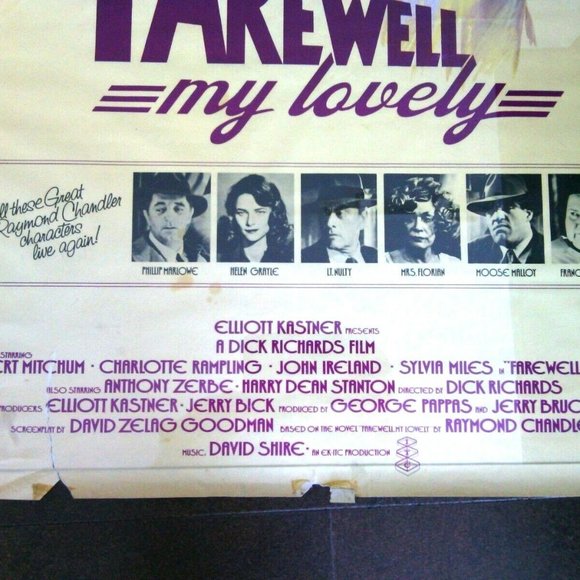 FAREWELL
my lovely
all these Great
Raymond Chandler
characters
live again!
PHILLIP MARLOWE
HELEN GRAYLE
LT. NULTY
MRS. FLORIAN
MOOSE MALLOY
FRANC
ELLIOTT KASTNER PRESENTS
A DICK RICHARDS FILM
STARRING
ERT MITCHUM · CHARLOTTE RAMPLING · JOHN IRELAND · SYLVIA MILES IN "FAREWELL
ALSO STARRING ANTHONY ZERBE · HARRY DEAN STANTON DIRECTED BY DICK RICHARDS
PRODUCERS ELLIOTT KASTNER · JERRY BICK PRODUCED BY GEORGE PAPPAS AND JERRY BRUC
SCREENPLAY BY DAVID ZELAG GOODMAN BASED ON THE NOVEL "FAREWELL MY LOVELY" BY RAYMOND CHANDLE
MUSIC, DAVID SHIRE · AN EK-ITC PRODUCTION